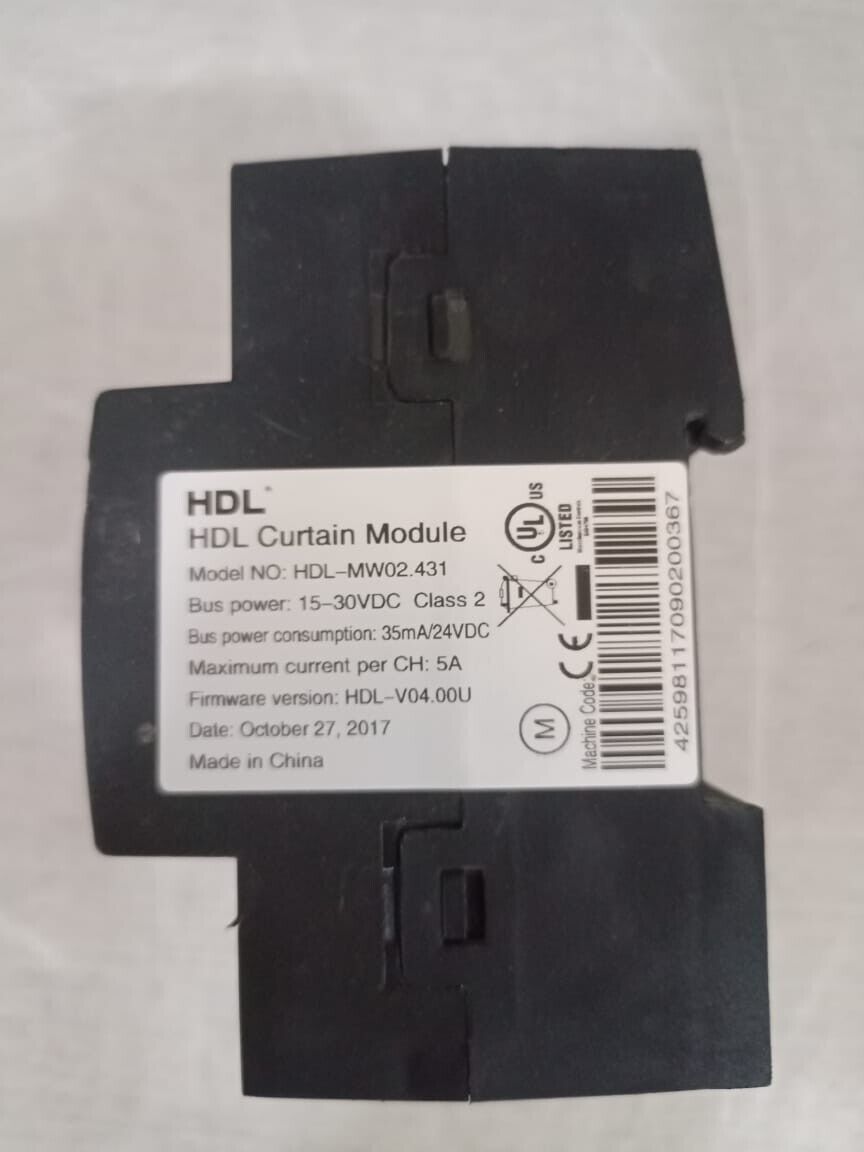 HDL
HDL Curtain Module
Model NO: HDL-MW02.431
Bus power: 15-30VDC Class 2
Bus power consumption: 35mA/24VDC
Maximum current per CH: 5A
Firmware version: HDL-V04.00U
Date: October 27, 2017
Made in China
C UL US
LISTED
CE
M
Machine Code:
4259811709020​0367